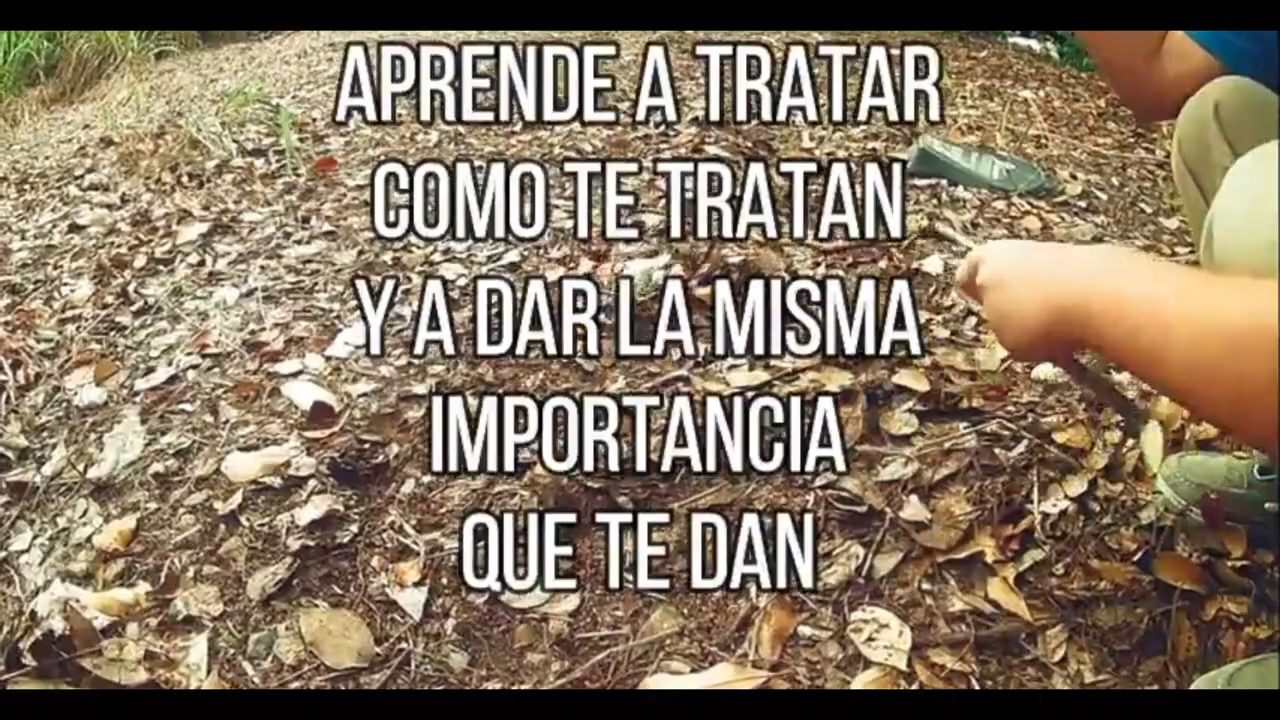 APRENDE A TRATAR
COMO TE TRATAN
Y A DAR LA MISMA
IMPORTANCIA
QUE TE DAN